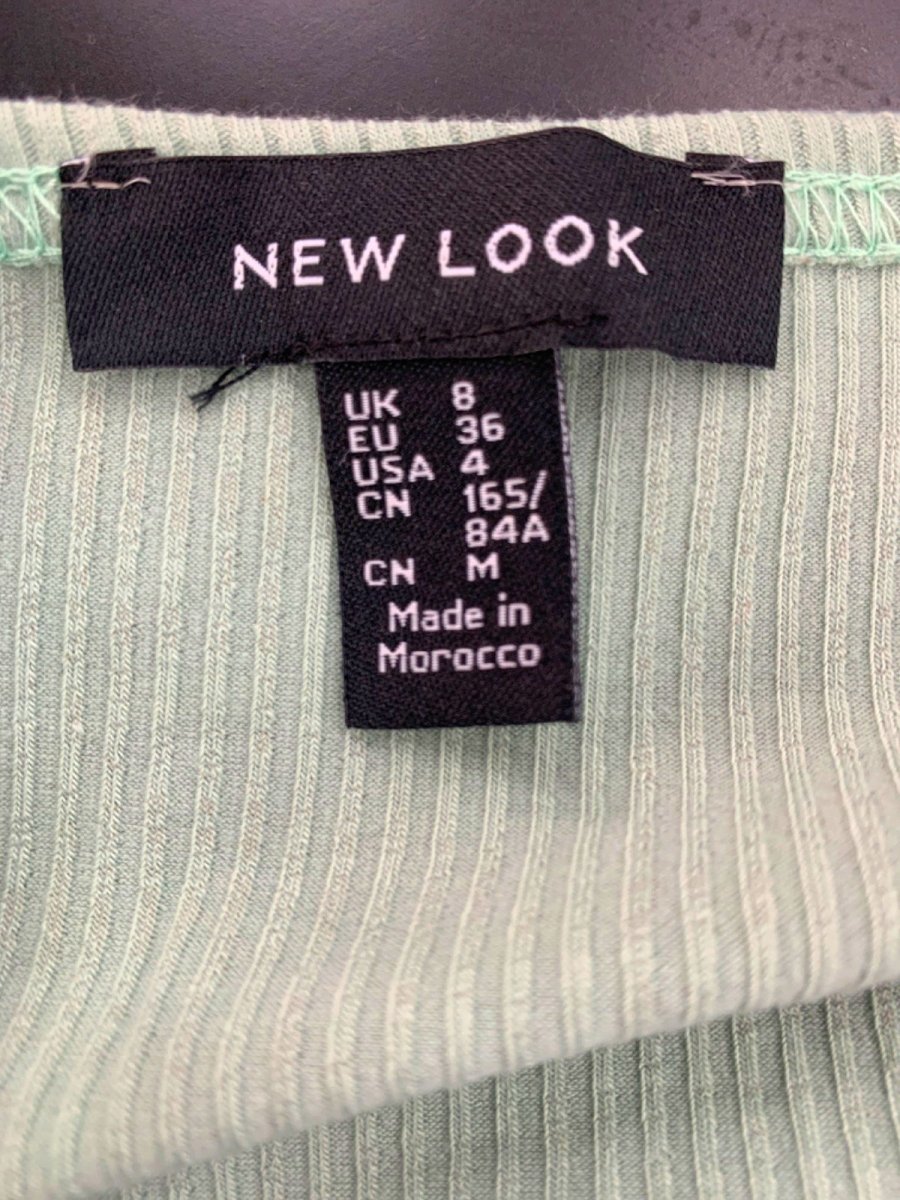 NEW LOOK
UK 8
EU 36
USA 4
CN 165/
84A
CN M
Made in
Morocco